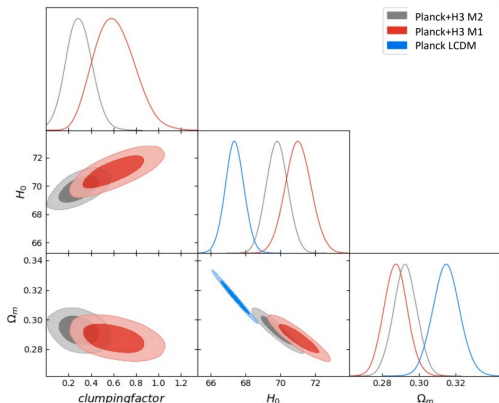 Planck+H3 M2
Planck+H3 M1
Planck LCDM
72
70
68
66
H₀
0.34
0.32
0.30
0.28
Ωₘ
0.2 0.4 0.6 0.8 1.0 1.2
66 68 70 72
0.28 0.30 0.32
clumpingfactor
H₀
Ωₘ